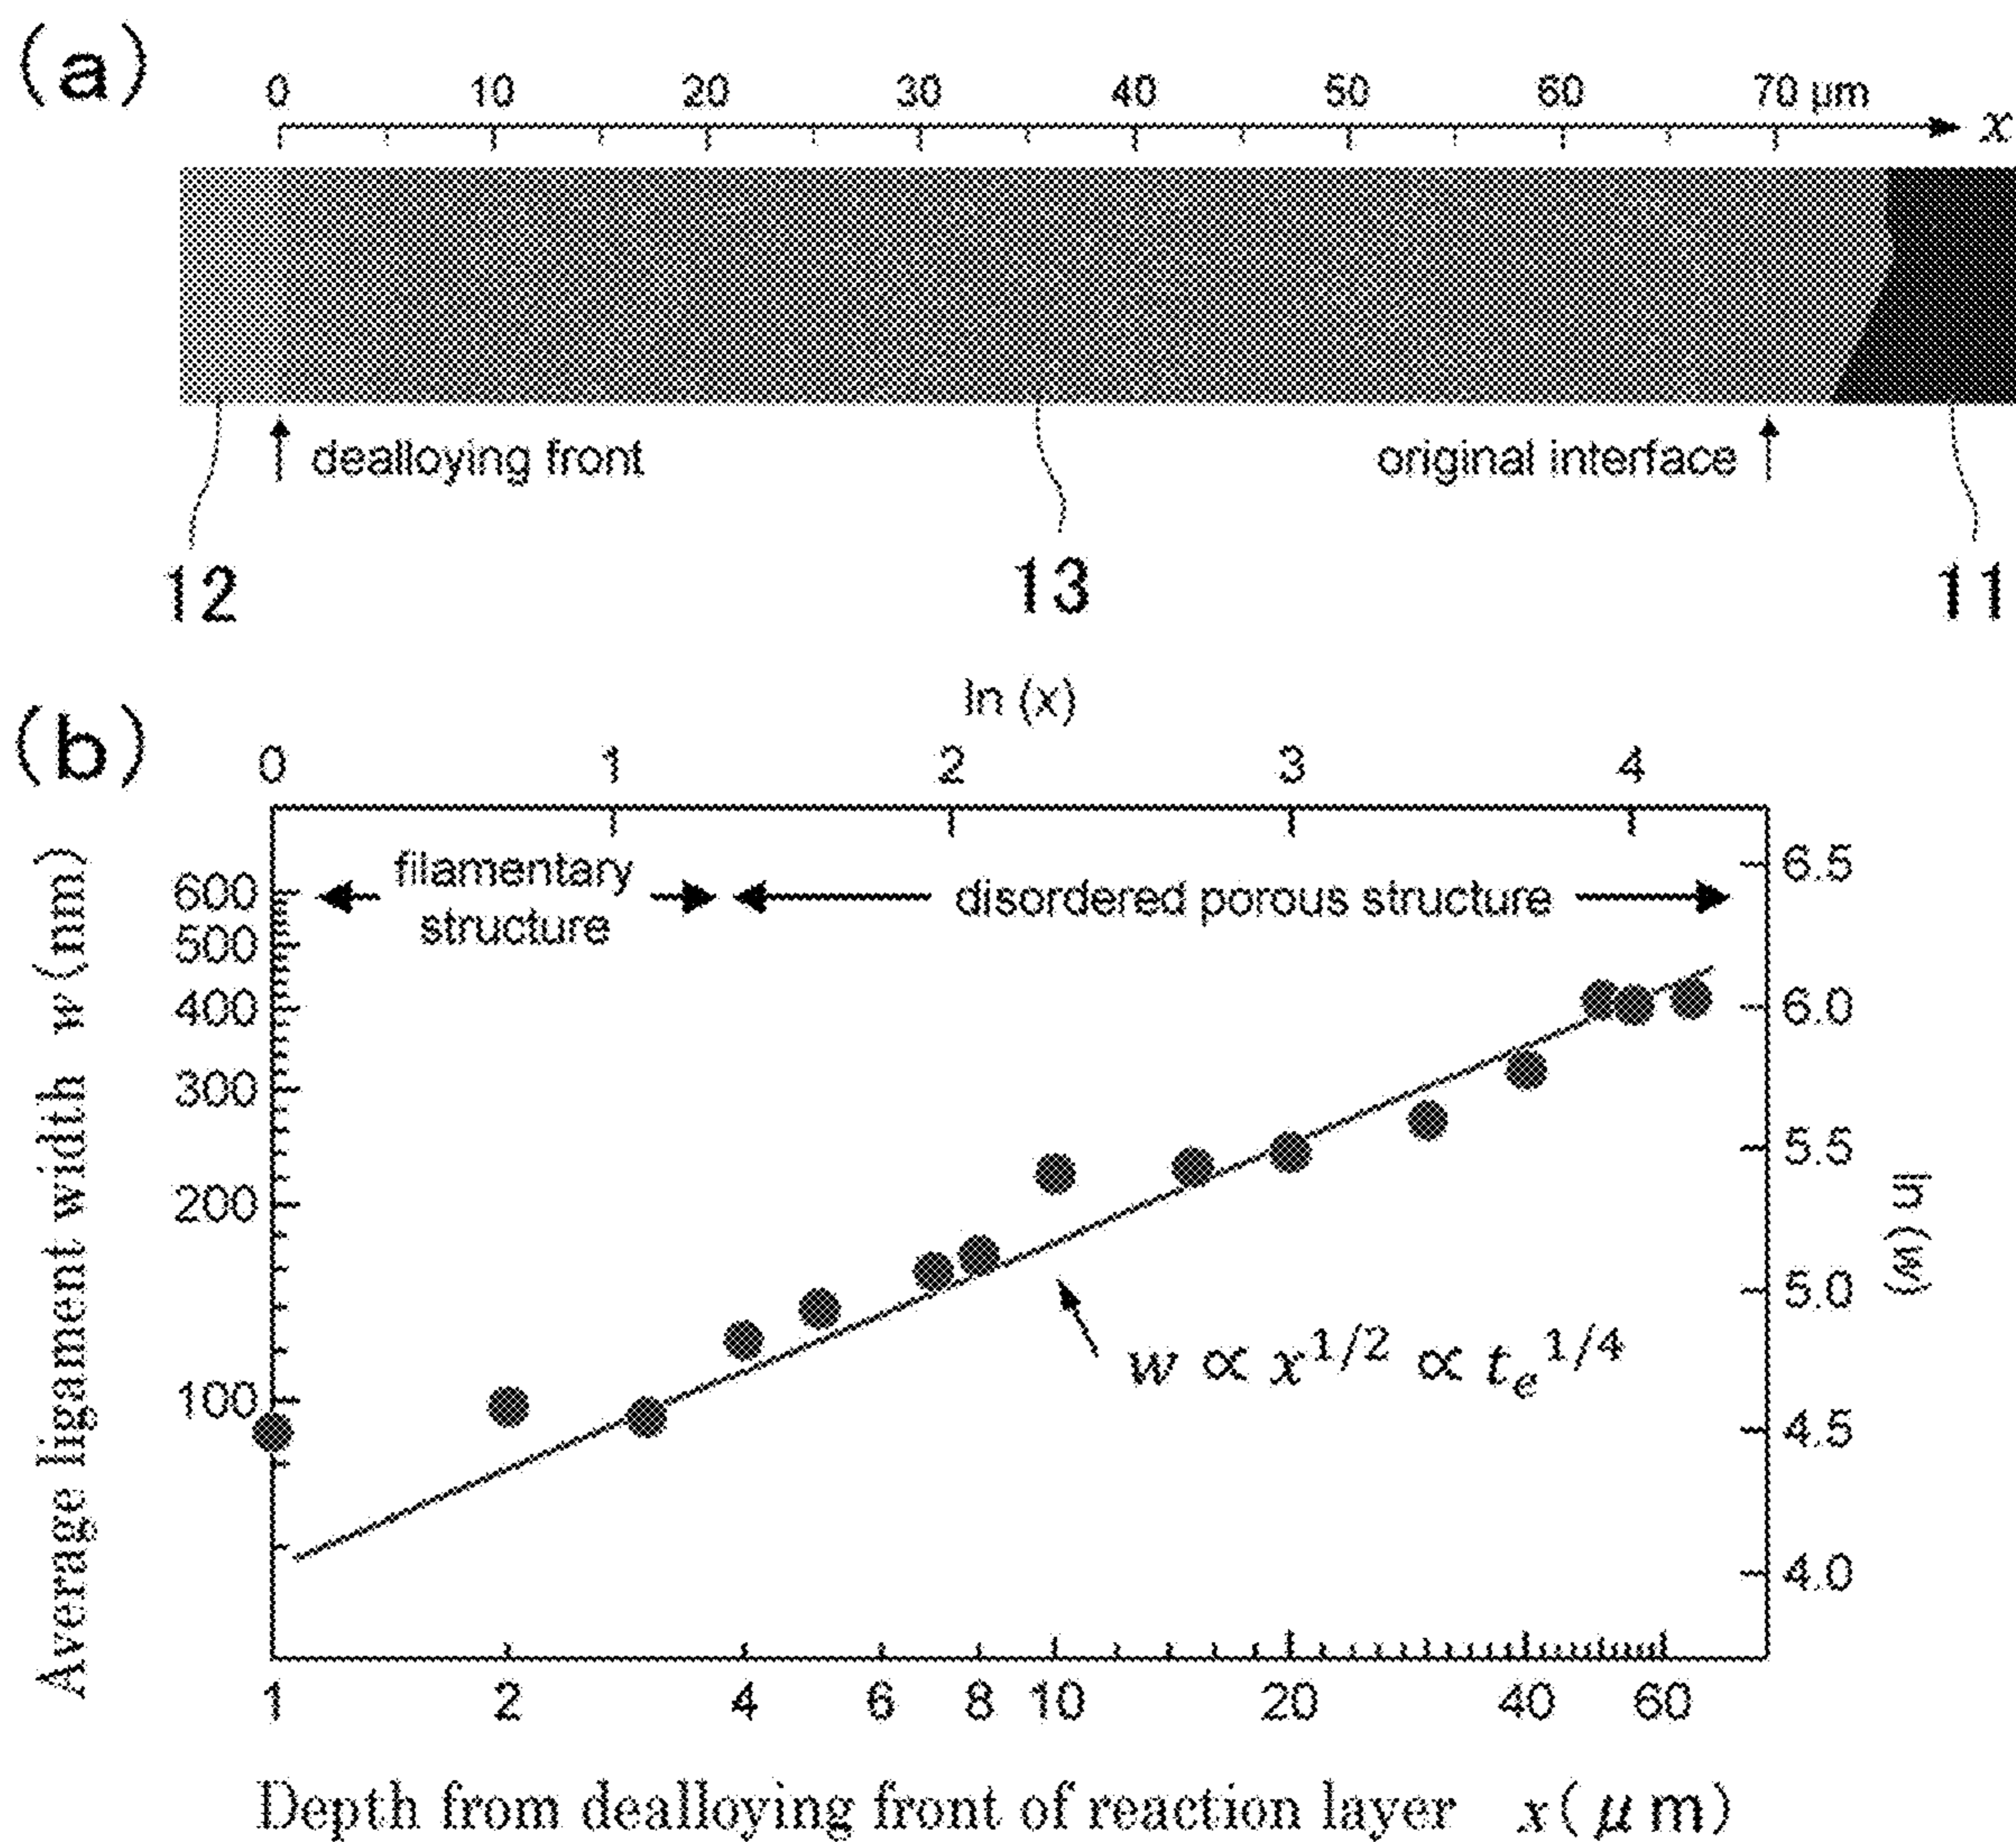 (a)
0 10 20 30 40 50 60 70 μm
x
dealloying front
original interface
12
13
11
(b)
ln (x)
0 1 2 3 4
filamentary
structure
disordered porous structure
Average ligament width w(nm)
600
500
400
300
200
100
6.5
6.0
5.5
5.0
4.5
4.0
ln (w)
w ∝ x^{1/2} ∝ t_e^{1/4}
1 2 4 6 8 10 20 40 60
Depth from dealloying front of reaction layer x(μm)